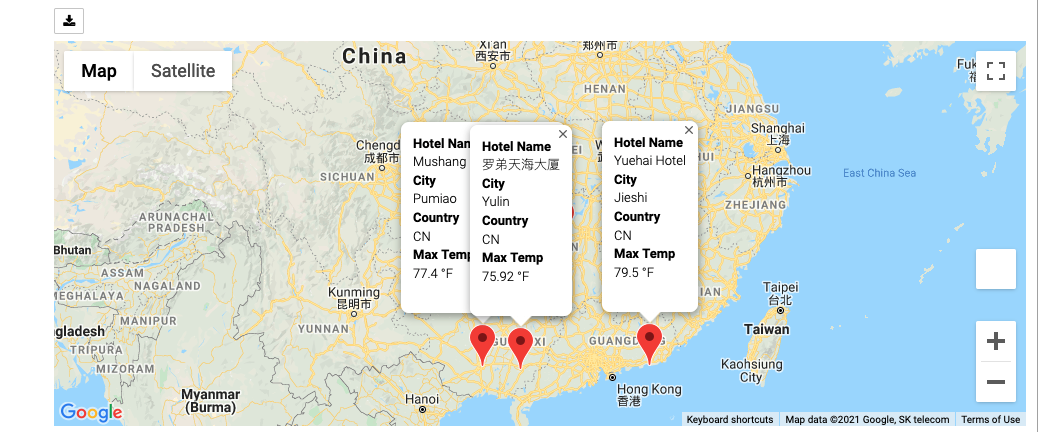 Map
Satellite
China
Xi'an
西安市
郑州市
HENAN
JIANGSU
Shanghai
上海
Hangzhou
杭州市
ZHEJIANG
East China Sea
Chengd
成都市
SICHUAN
ARUNACHAL
PRADESH
Bhutan
ASSAM
NAGALAND
MEGHALAYA
MANIPUR
gladesh
TRIPURA
MIZORAM
Myanmar
(Burma)
Kunming
昆明市
YUNNAN
Hanoi
Hotel Nam
Mushang
City
Pumiao
Country
CN
Max Temp
77.4 °F
Hotel Name
罗弟天海大厦
City
Yulin
Country
CN
Max Temp
75.92 °F
Hotel Name
Yuehai Hotel
City
Jieshi
Country
CN
Max Temp
79.5 °F
GUANGXI
GUANGDONG
Hong Kong
香港
Taipei
台北
Taiwan
Kaohsiung
City
Google
Keyboard shortcuts
Map data ©2021 Google, SK telecom
Terms of Use